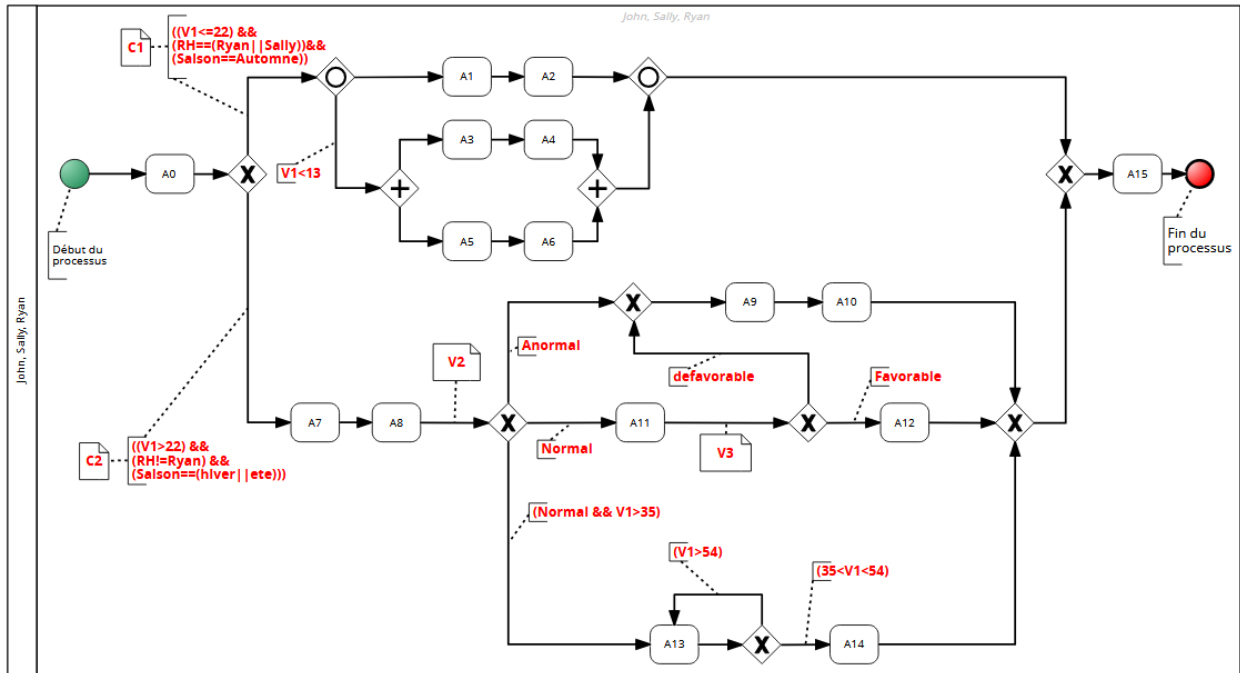 John, Sally, Ryan
John, Sally, Ryan
C1
((V1<=22) &&
(RH==(Ryan||Sally))&&
(Saison==Automne))
A1
A2
A3
A4
V1<13
A0
A15
A5
A6
Début du
processus
Fin du
processus
A9
A10
Anormal
V2
defavorable
Favorable
A7
A8
A11
A12
Normal
V3
C2
((V1>22) &&
(RH!=Ryan) &&
(Saison==(hIver||ete)))
(Normal && V1>35)
(V1>54)
(35<V1<54)
A13
A14